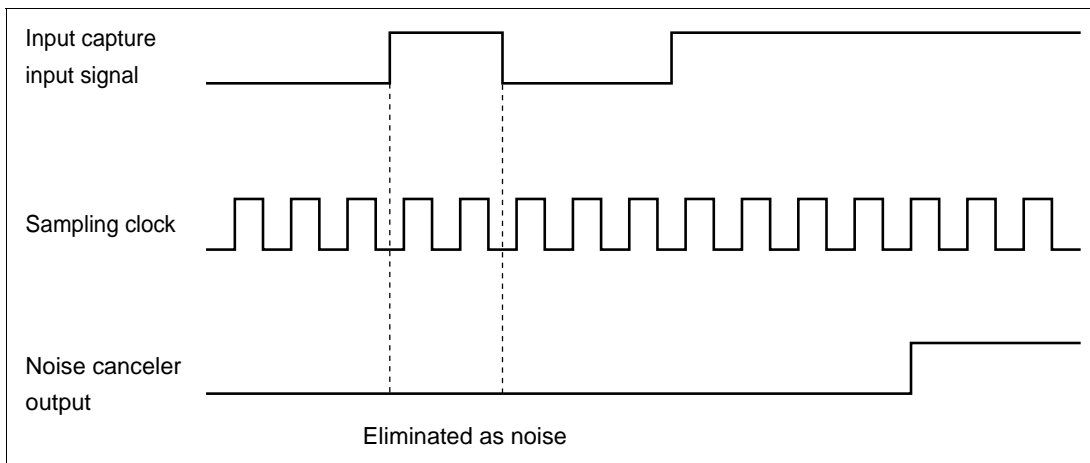 Input capture
input signal
Sampling clock
Noise canceler
output
Eliminated as noise